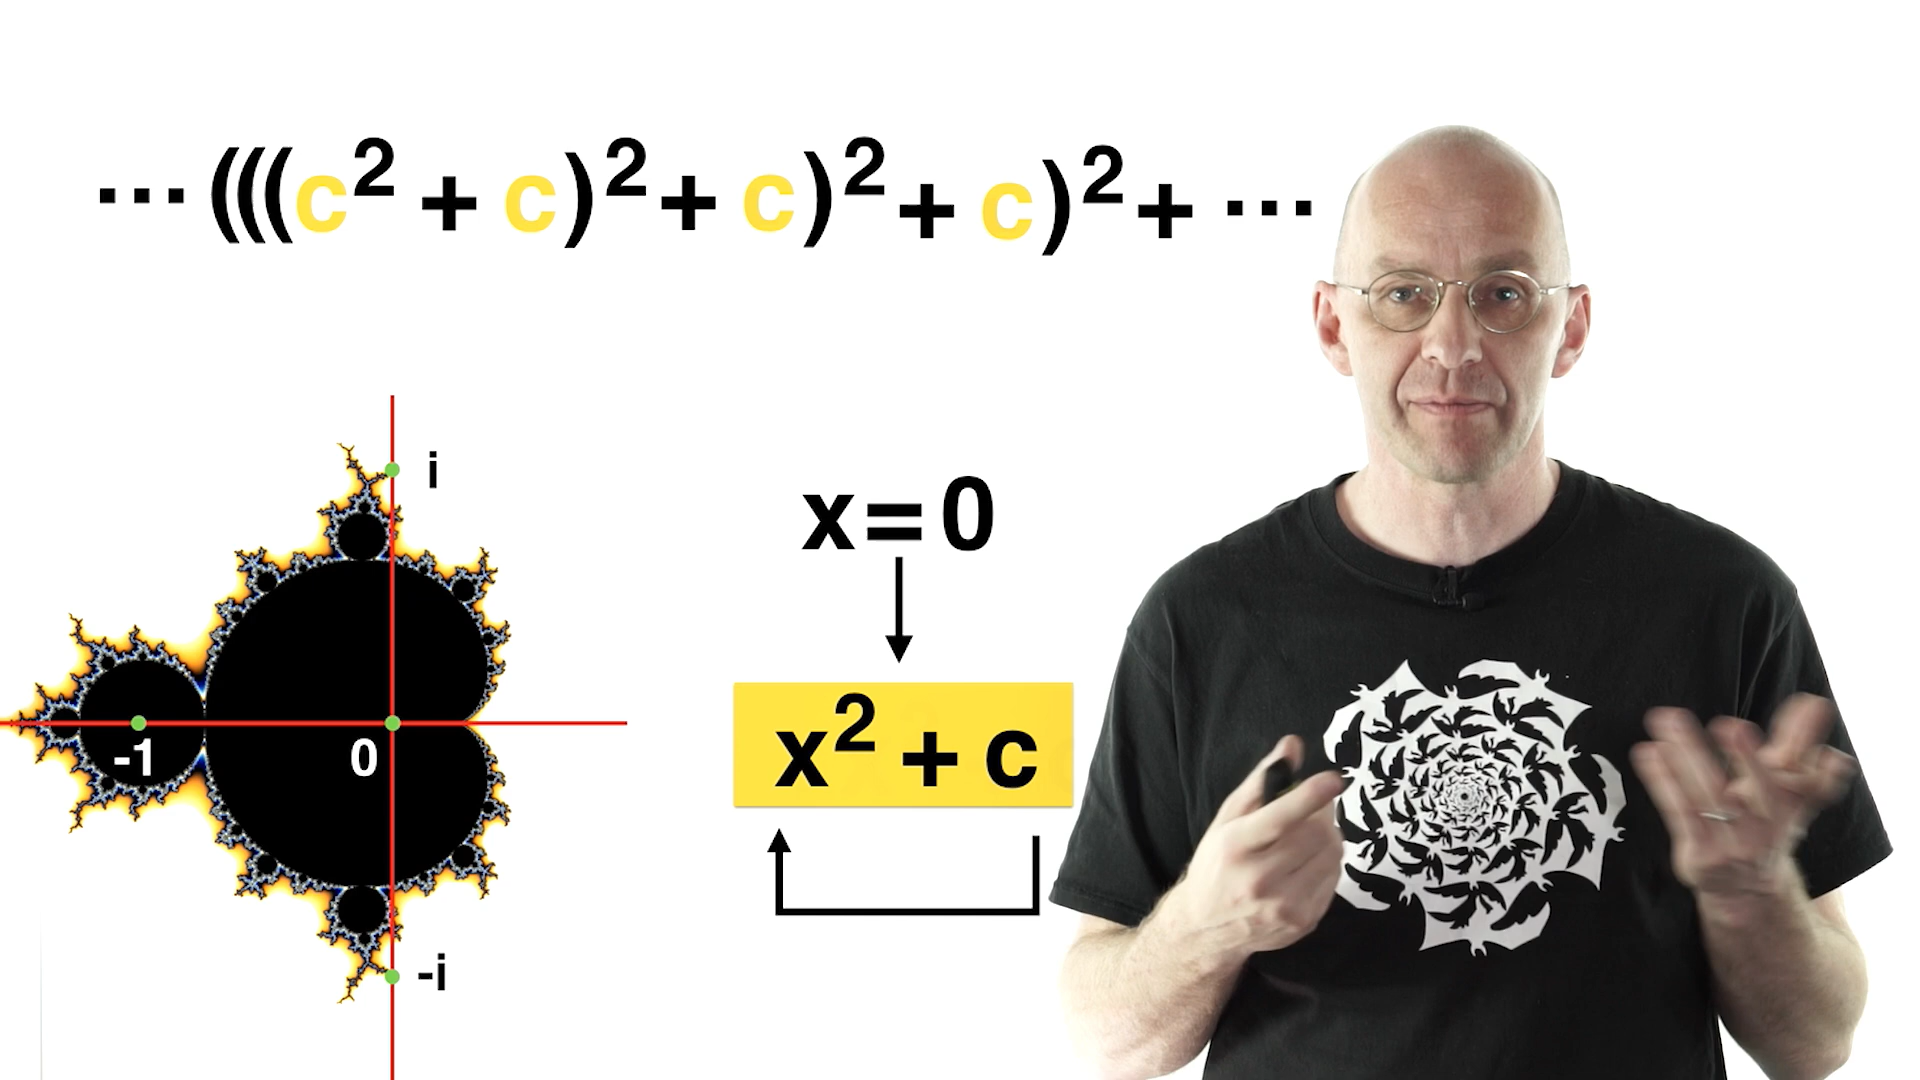 ···(((c² + c)² + c)² + c)² + ···
i
x=0
-1 0
x² + c
-i